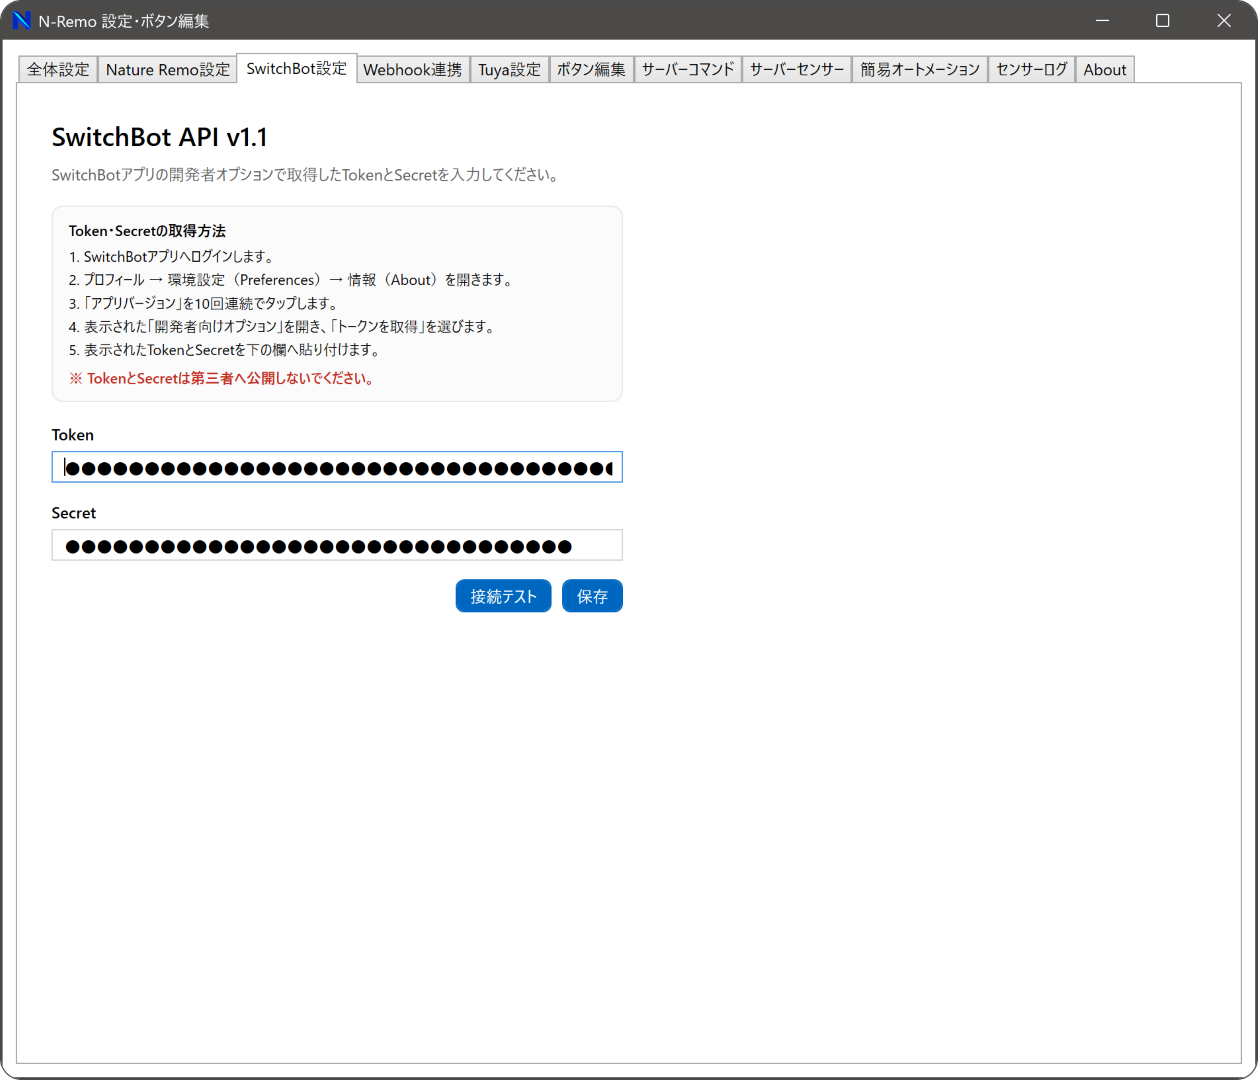 N-Remo 設定・ボタン編集
全体設定 Nature Remo設定 SwitchBot設定 Webhook連携 Tuya設定 ボタン編集 サーバーコマンド サーバーセンサー 簡易オートメーション センサーログ About
SwitchBot API v1.1
SwitchBotアプリの開発者オプションで取得したTokenとSecretを入力してください。
Token・Secretの取得方法
1. SwitchBotアプリへログインします。
2. プロフィール → 環境設定（Preferences）→ 情報（About）を開きます。
3. 「アプリバージョン」を10回連続でタップします。
4. 表示された「開発者向けオプション」を開き、「トークンを取得」を選びます。
5. 表示されたTokenとSecretを下の欄へ貼り付けます。
※ TokenとSecretは第三者へ公開しないでください。
Token
Secret
接続テスト 保存